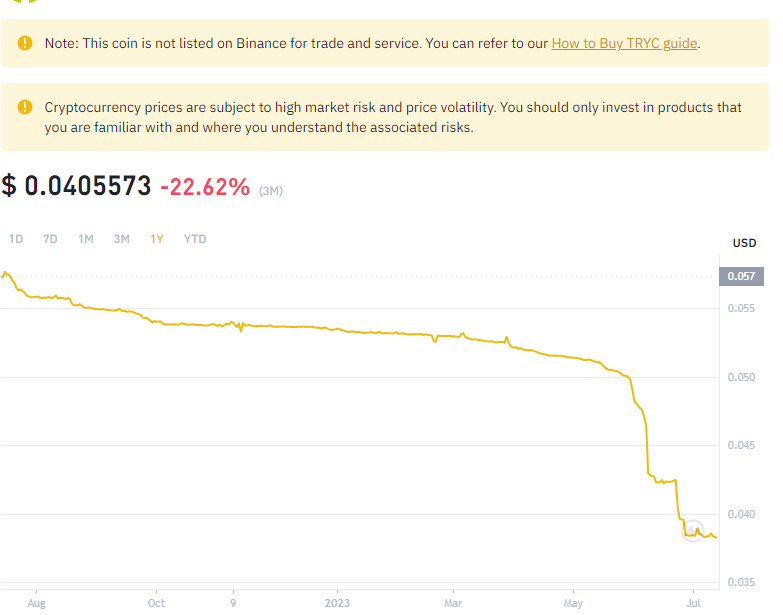 Note: This coin is not listed on Binance for trade and service. You can refer to our How to Buy TRYC guide.
Cryptocurrency prices are subject to high market risk and price volatility. You should only invest in products that
you are familiar with and where you understand the associated risks.
$ 0.0405573 -22.62% (3M)
1D 7D 1M 3M 1Y YTD
USD
0.057
0.055
0.050
0.045
0.040
0.035
Aug Oct 9 2023 Mar May Jul